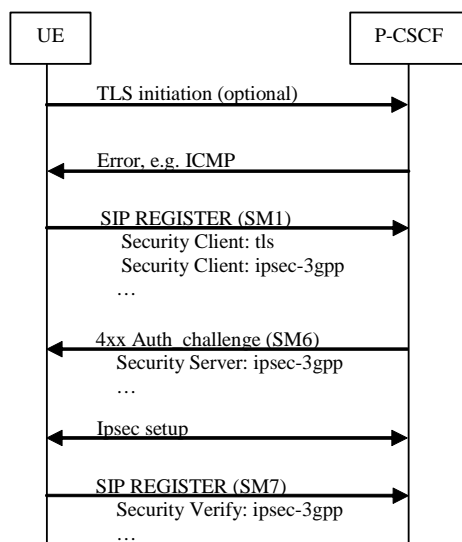 UE
P-CSCF
TLS initiation (optional)
Error, e.g. ICMP
SIP REGISTER (SM1)
Security Client: tls
Security Client: ipsec-3gpp
…
4xx Auth_challenge (SM6)
Security Server: ipsec-3gpp
…
Ipsec setup
SIP REGISTER (SM7)
Security Verify: ipsec-3gpp
…